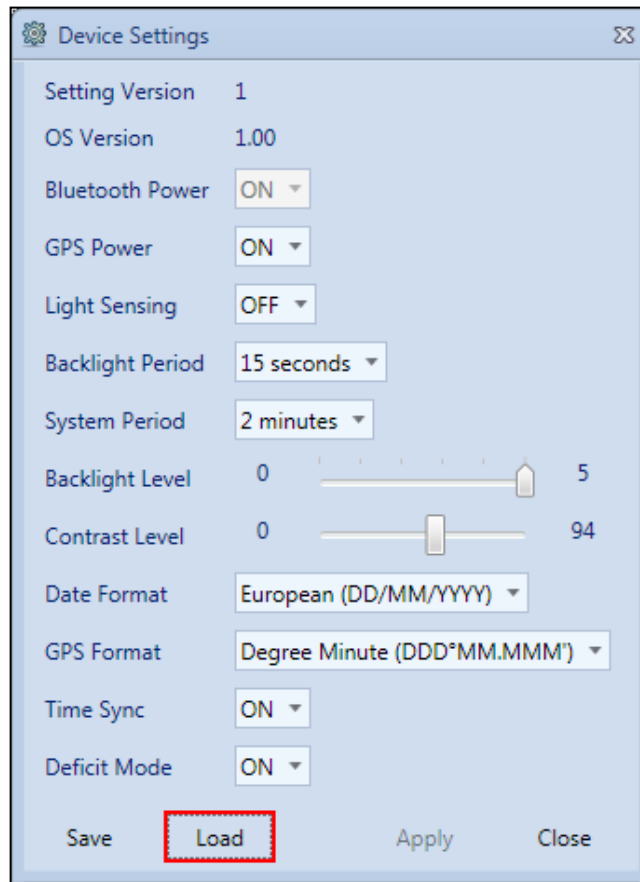 Device Settings
Setting Version 1
OS Version 1.00
Bluetooth Power ON
GPS Power ON
Light Sensing OFF
Backlight Period 15 seconds
System Period 2 minutes
Backlight Level 0 5
Contrast Level 0 94
Date Format European (DD/MM/YYYY)
GPS Format Degree Minute (DDD°MM.MMM')
Time Sync ON
Deficit Mode ON
Save Load Apply Close